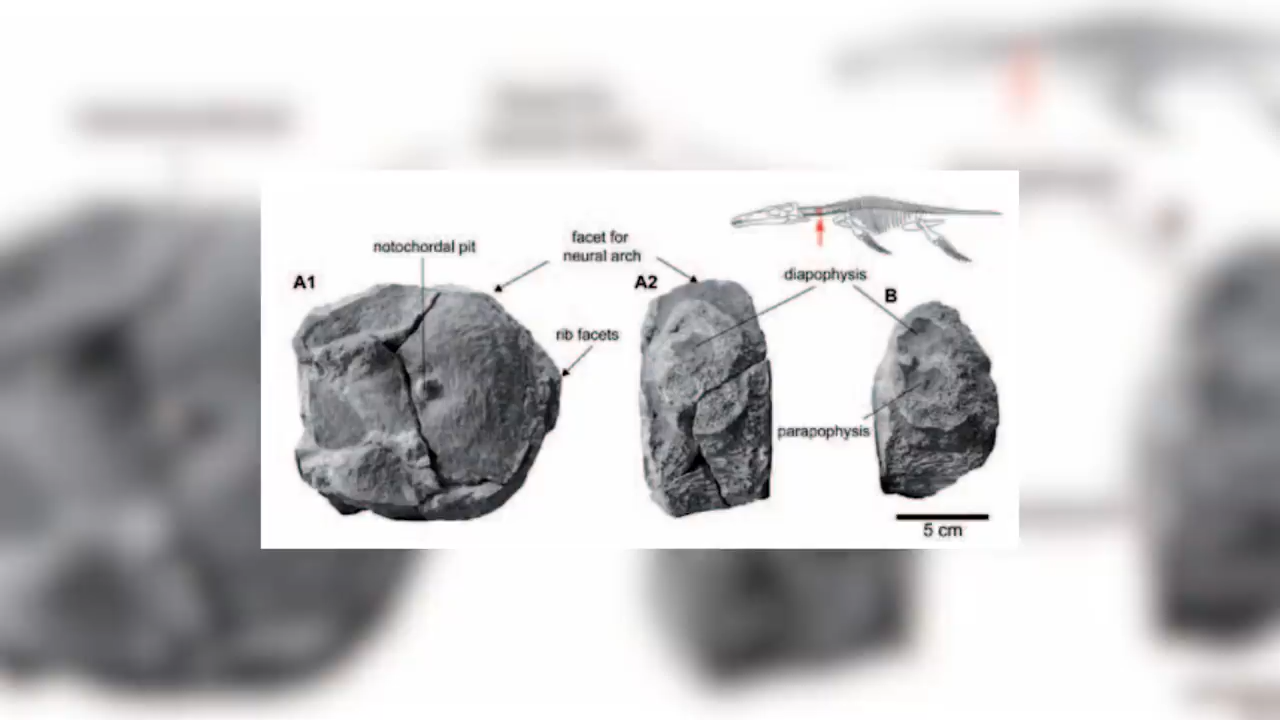 notochordal pit
facet for
neural arch
A1
A2
diapophysis
B
rib facets
parapophysis
5 cm